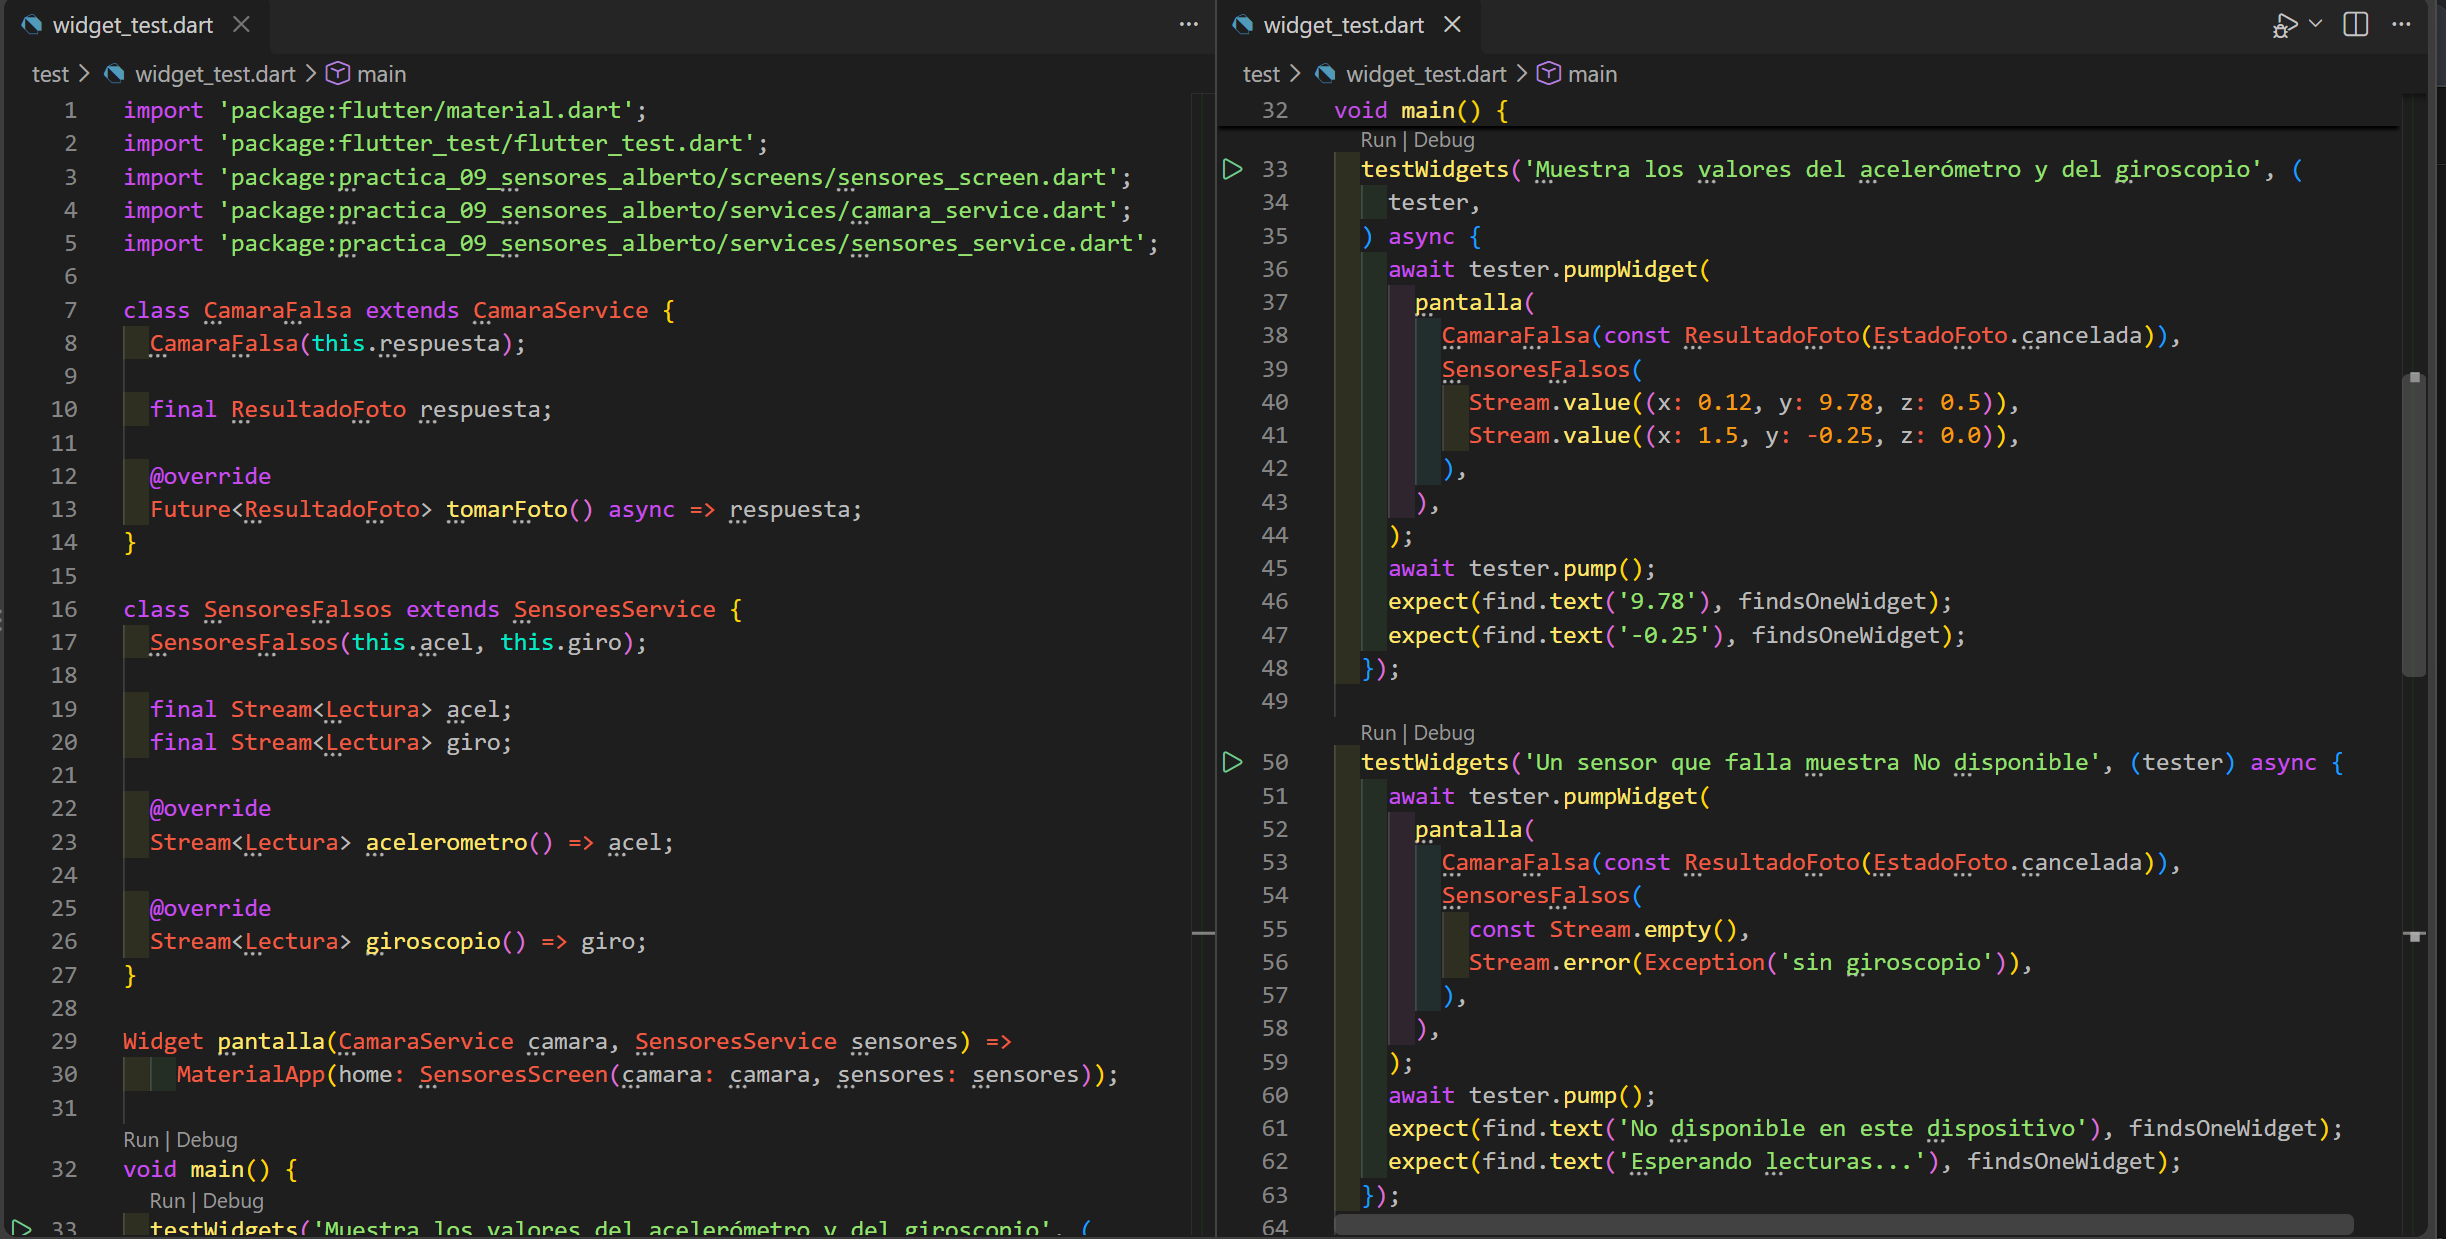 widget_test.dart
test > widget_test.dart > main
1 import 'package:flutter/material.dart';
2 import 'package:flutter_test/flutter_test.dart';
3 import 'package:practica_09_sensores_alberto/screens/sensores_screen.dart';
4 import 'package:practica_09_sensores_alberto/services/camara_service.dart';
5 import 'package:practica_09_sensores_alberto/services/sensores_service.dart';
6
7 class CamaraFalsa extends CamaraService {
8   CamaraFalsa(this.respuesta);
9
10   final ResultadoFoto respuesta;
11
12   @override
13   Future<ResultadoFoto> tomarFoto() async => respuesta;
14 }
15
16 class SensoresFalsos extends SensoresService {
17   SensoresFalsos(this.acel, this.giro);
18
19   final Stream<Lectura> acel;
20   final Stream<Lectura> giro;
21
22   @override
23   Stream<Lectura> acelerometro() => acel;
24
25   @override
26   Stream<Lectura> giroscopio() => giro;
27 }
28
29 Widget pantalla(CamaraService camara, SensoresService sensores) =>
30     MaterialApp(home: SensoresScreen(camara: camara, sensores: sensores));
31
Run | Debug
32 void main() {
Run | Debug
33   testWidgets('Muestra los valores del acelerómetro y del giroscopio', (
widget_test.dart
test > widget_test.dart > main
32 void main() {
Run | Debug
33   testWidgets('Muestra los valores del acelerómetro y del giroscopio', (
34     tester,
35   ) async {
36     await tester.pumpWidget(
37       pantalla(
38         CamaraFalsa(const ResultadoFoto(EstadoFoto.cancelada)),
39         SensoresFalsos(
40           Stream.value((x: 0.12, y: 9.78, z: 0.5)),
41           Stream.value((x: 1.5, y: -0.25, z: 0.0)),
42         ),
43       ),
44     );
45     await tester.pump();
46     expect(find.text('9.78'), findsOneWidget);
47     expect(find.text('-0.25'), findsOneWidget);
48   });
49
Run | Debug
50   testWidgets('Un sensor que falla muestra No disponible', (tester) async {
51     await tester.pumpWidget(
52       pantalla(
53         CamaraFalsa(const ResultadoFoto(EstadoFoto.cancelada)),
54         SensoresFalsos(
55           const Stream.empty(),
56           Stream.error(Exception('sin giroscopio')),
57         ),
58       ),
59     );
60     await tester.pump();
61     expect(find.text('No disponible en este dispositivo'), findsOneWidget);
62     expect(find.text('Esperando lecturas...'), findsOneWidget);
63   });
64